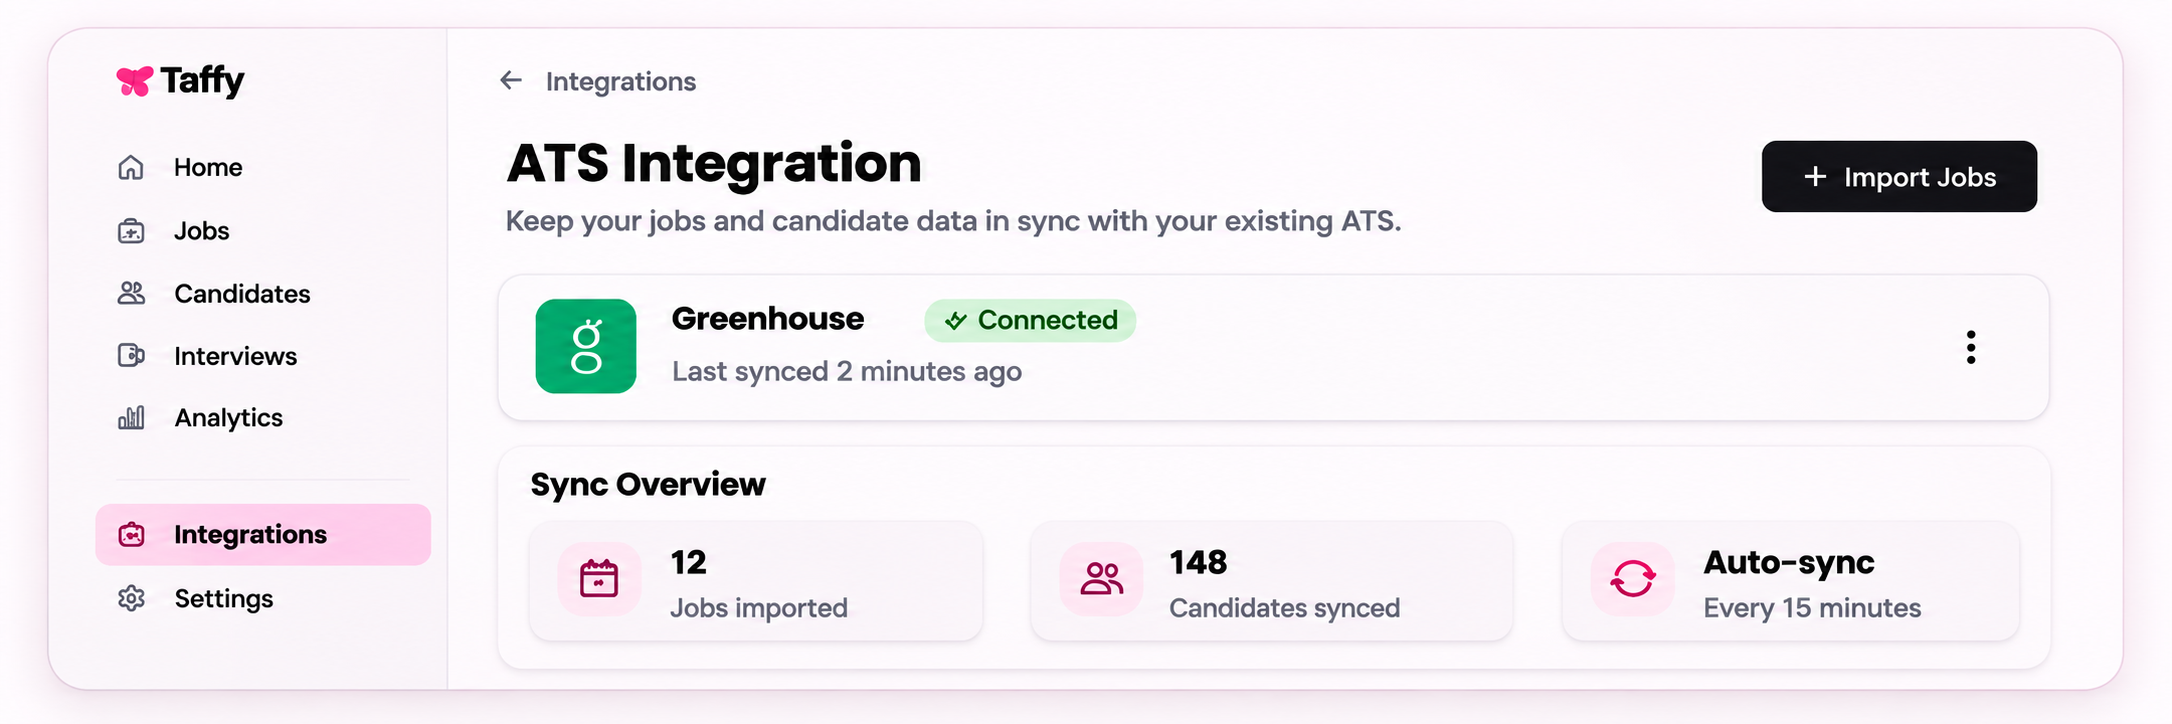 Taffy
Home
Jobs
Candidates
Interviews
Analytics
Integrations
Settings
Integrations
ATS Integration
Keep your jobs and candidate data in sync with your existing ATS.
+ Import Jobs
g
Greenhouse
Connected
Last synced 2 minutes ago
Sync Overview
12
Jobs imported
148
Candidates synced
Auto-sync
Every 15 minutes